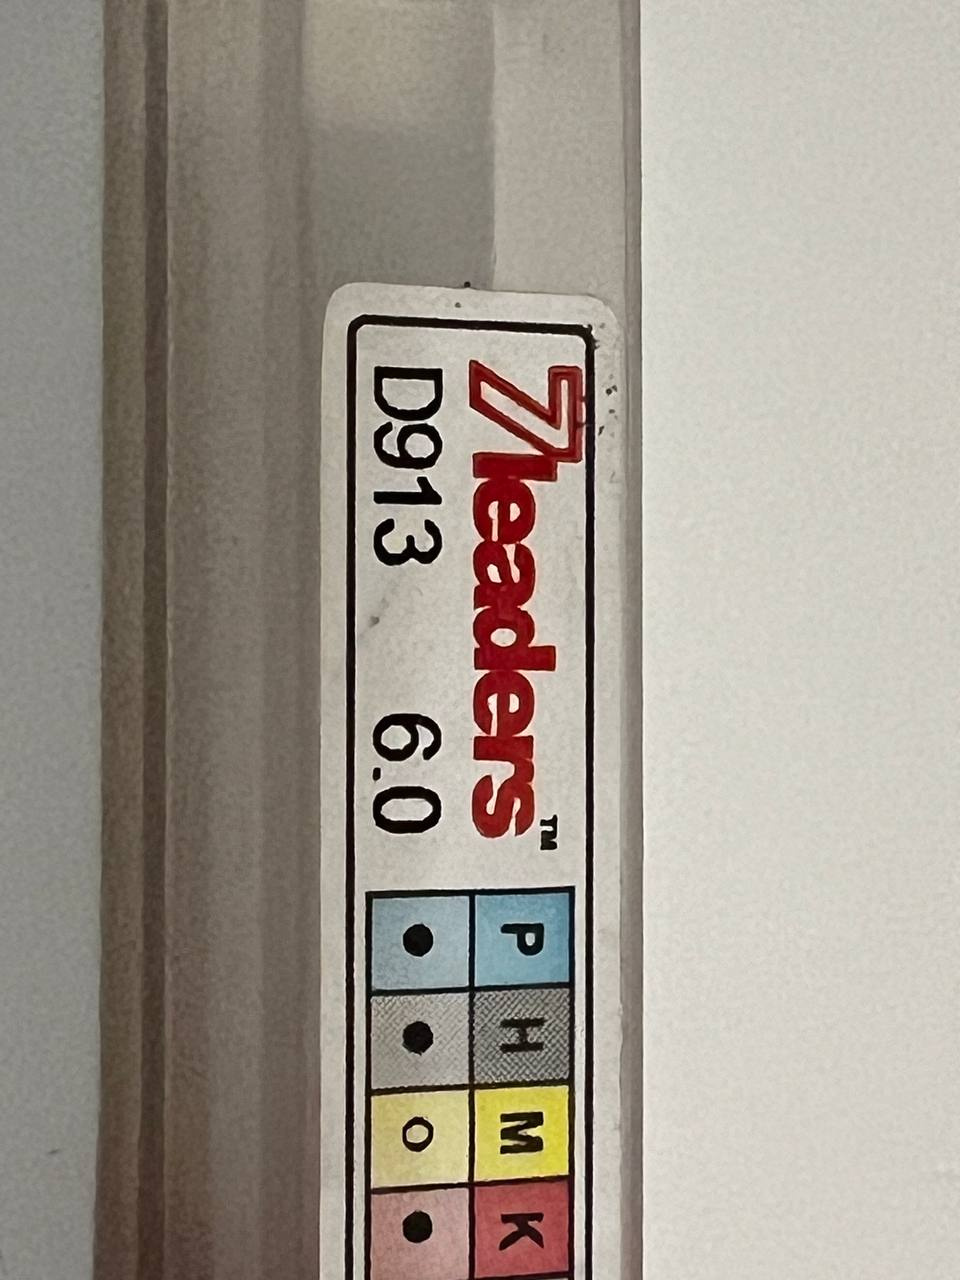 7leaders™
D913 6.0
P H M K
● ● ○ ●